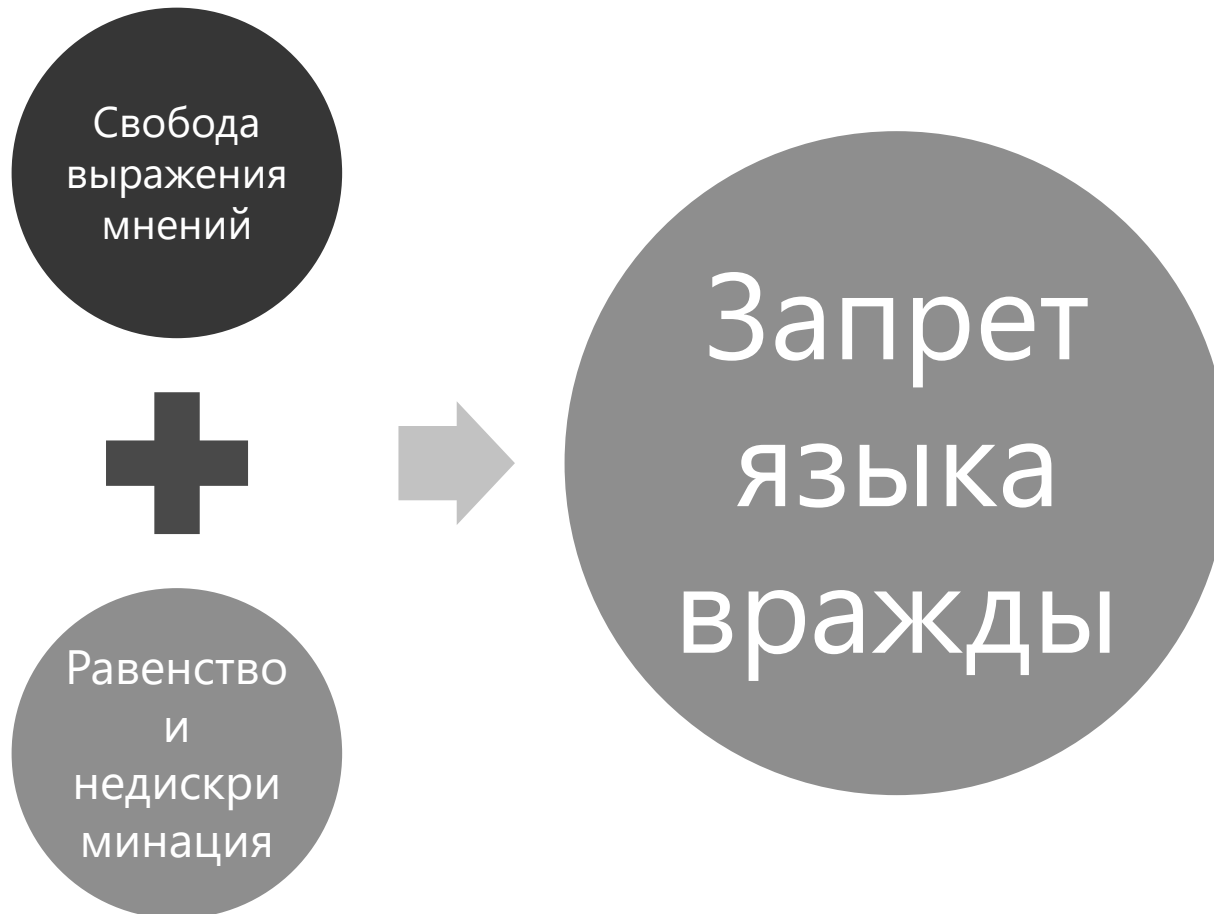 Свобода
выражения
мнений
Равенство
и
недискри
минация
Запрет
языка
вражды